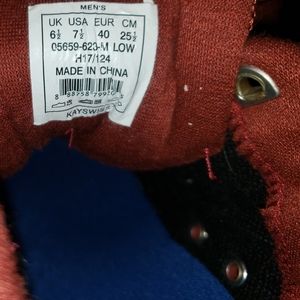 MEN'S
UK USA EUR CM
6½ 7½ 40 25½
05659-623-M LOW
H17/124
MADE IN CHINA